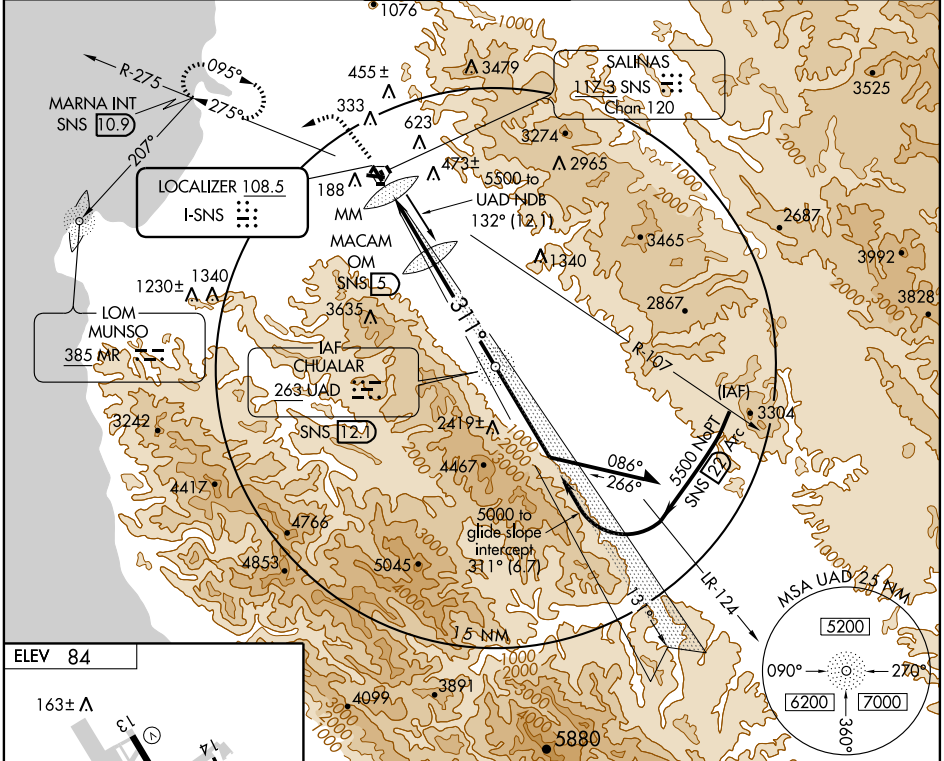 1076
1000
R-275
095°
275°
MARNA INT
SNS 10.9
207°
455±
333
3479
623
473±
188
SALINAS
117.3 SNS
Chan 120
3274
2965
3525
2000
1000
LOCALIZER 108.5
I-SNS
MM
5500 to
UAD NDB
132° (12.1)
MACAM
OM
SNS 5
1340
3465
2687
3992
3828
2867
1230±
1340
3635
LOM
MUNSO
385 MR
311°
R-107
IAF
CHUALAR
263 UAD
SNS 12.1
(IAF)
3304
3242
2419±
4467
086°
266°
5500 NoPT
SNS 22 Arc
4417
4766
4853
5045
5000 to
glide slope
intercept
311° (6.7)
131°
LR-124
15 NM
4099
3891
5880
MSA UAD 25 NM
5200
090°
270°
6200
7000
360°
ELEV 84
163±
13
14
V